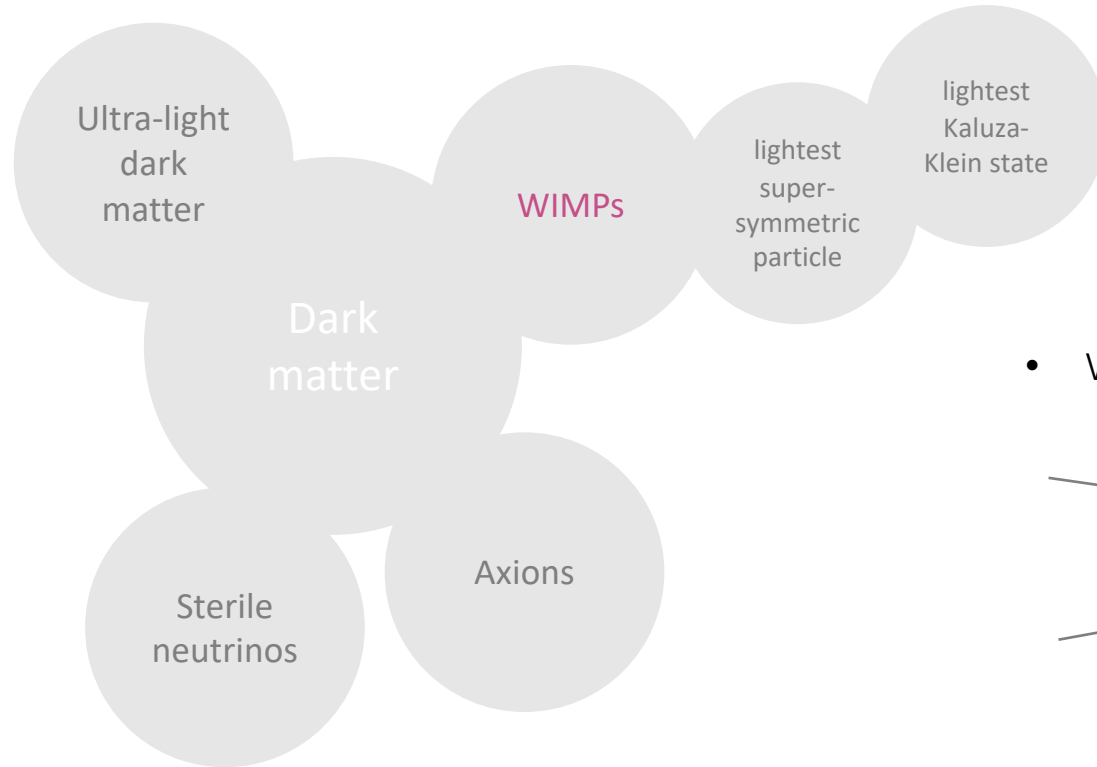 Ultra-light
dark
matter
WIMPs
lightest
super-
symmetric
particle
lightest
Kaluza-
Klein state
Dark
matter
•
Axions
Sterile
neutrinos